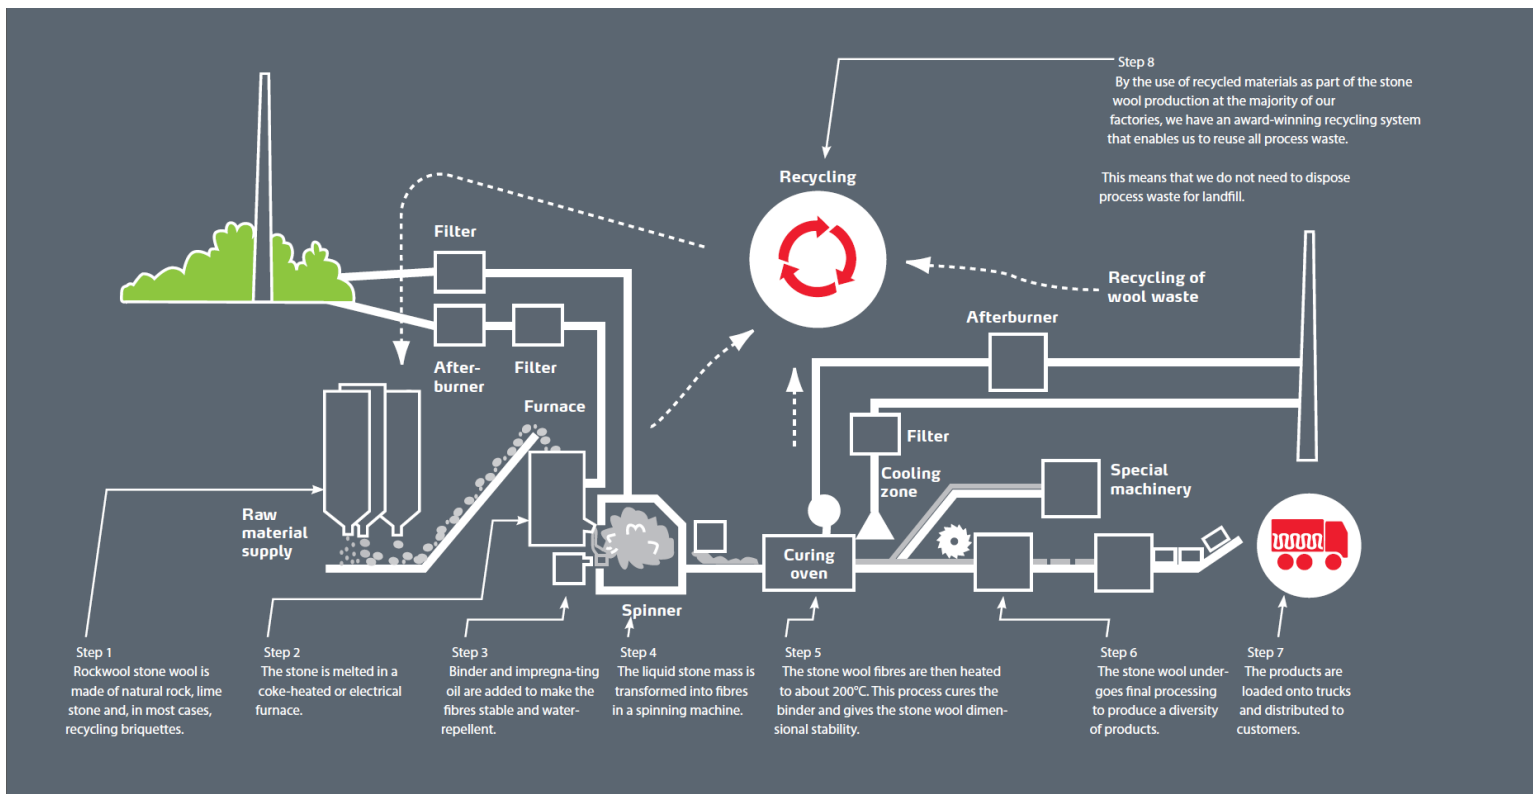 Step 8
By the use of recycled materials as part of the stone
wool production at the majority of our
factories, we have an award-winning recycling system
that enables us to reuse all process waste.
This means that we do not need to dispose
process waste for landfill.
Recycling
Filter
Recycling of
wool waste
Afterburner
After-
burner
Filter
Furnace
Filter
Cooling
zone
Special
machinery
Raw
material
supply
Curing
oven
Spinner
Step 1
Rockwool stone wool is
made of natural rock, lime
stone and, in most cases,
recycling briquettes.
Step 2
The stone is melted in a
coke-heated or electrical
furnace.
Step 3
Binder and impregna-ting
oil are added to make the
fibres stable and water-
repellent.
Step 4
The liquid stone mass is
transformed into fibres
in a spinning machine.
Step 5
The stone wool fibres are then heated
to about 200°C. This process cures the
binder and gives the stone wool dimen-
sional stability.
Step 6
The stone wool under-
goes final processing
to produce a diversity
of products.
Step 7
The products are
loaded onto trucks
and distributed to
customers.